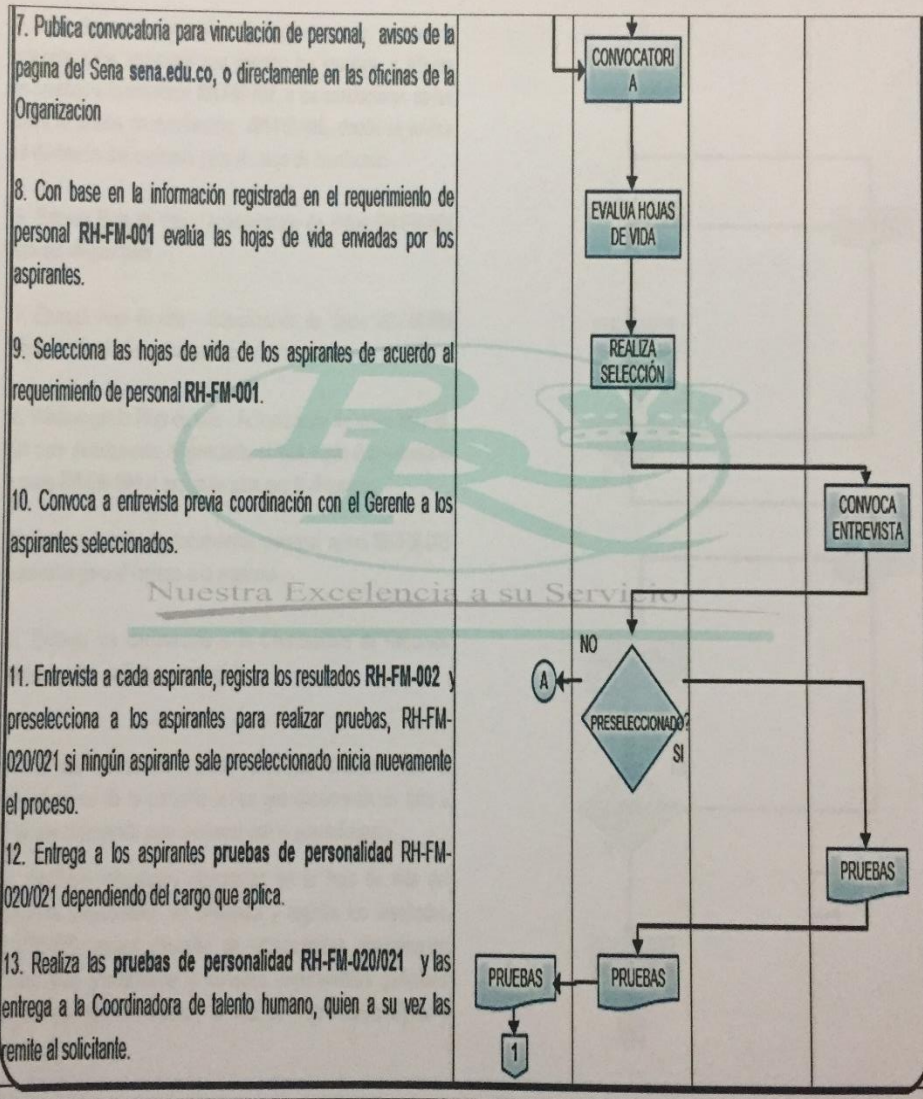 7. Publica convocatoria para vinculación de personal, avisos de la
pagina del Sena sena.edu.co, o directamente en las oficinas de la
Organizacion
CONVOCATORI
A
8. Con base en la información registrada en el requerimiento de
personal RH-FM-001 evalúa las hojas de vida enviadas por los
aspirantes.
EVALUA HOJAS
DE VIDA
9. Selecciona las hojas de vida de los aspirantes de acuerdo al
requerimiento de personal RH-FM-001.
REALIZA
SELECCIÓN
10. Convoca a entrevista previa coordinación con el Gerente a los
aspirantes seleccionados.
CONVOCA
ENTREVISTA
Nuestra Excelencia a su Servicio
11. Entrevista a cada aspirante, registra los resultados RH-FM-002 y
preselecciona a los aspirantes para realizar pruebas, RH-FM-
020/021 si ningún aspirante sale preseleccionado inicia nuevamente
el proceso.
NO
A
PRESELECCIONADO?
SI
12. Entrega a los aspirantes pruebas de personalidad RH-FM-
020/021 dependiendo del cargo que aplica.
PRUEBAS
13. Realiza las pruebas de personalidad RH-FM-020/021 y las
entrega a la Coordinadora de talento humano, quien a su vez las
remite al solicitante.
PRUEBAS
PRUEBAS
1